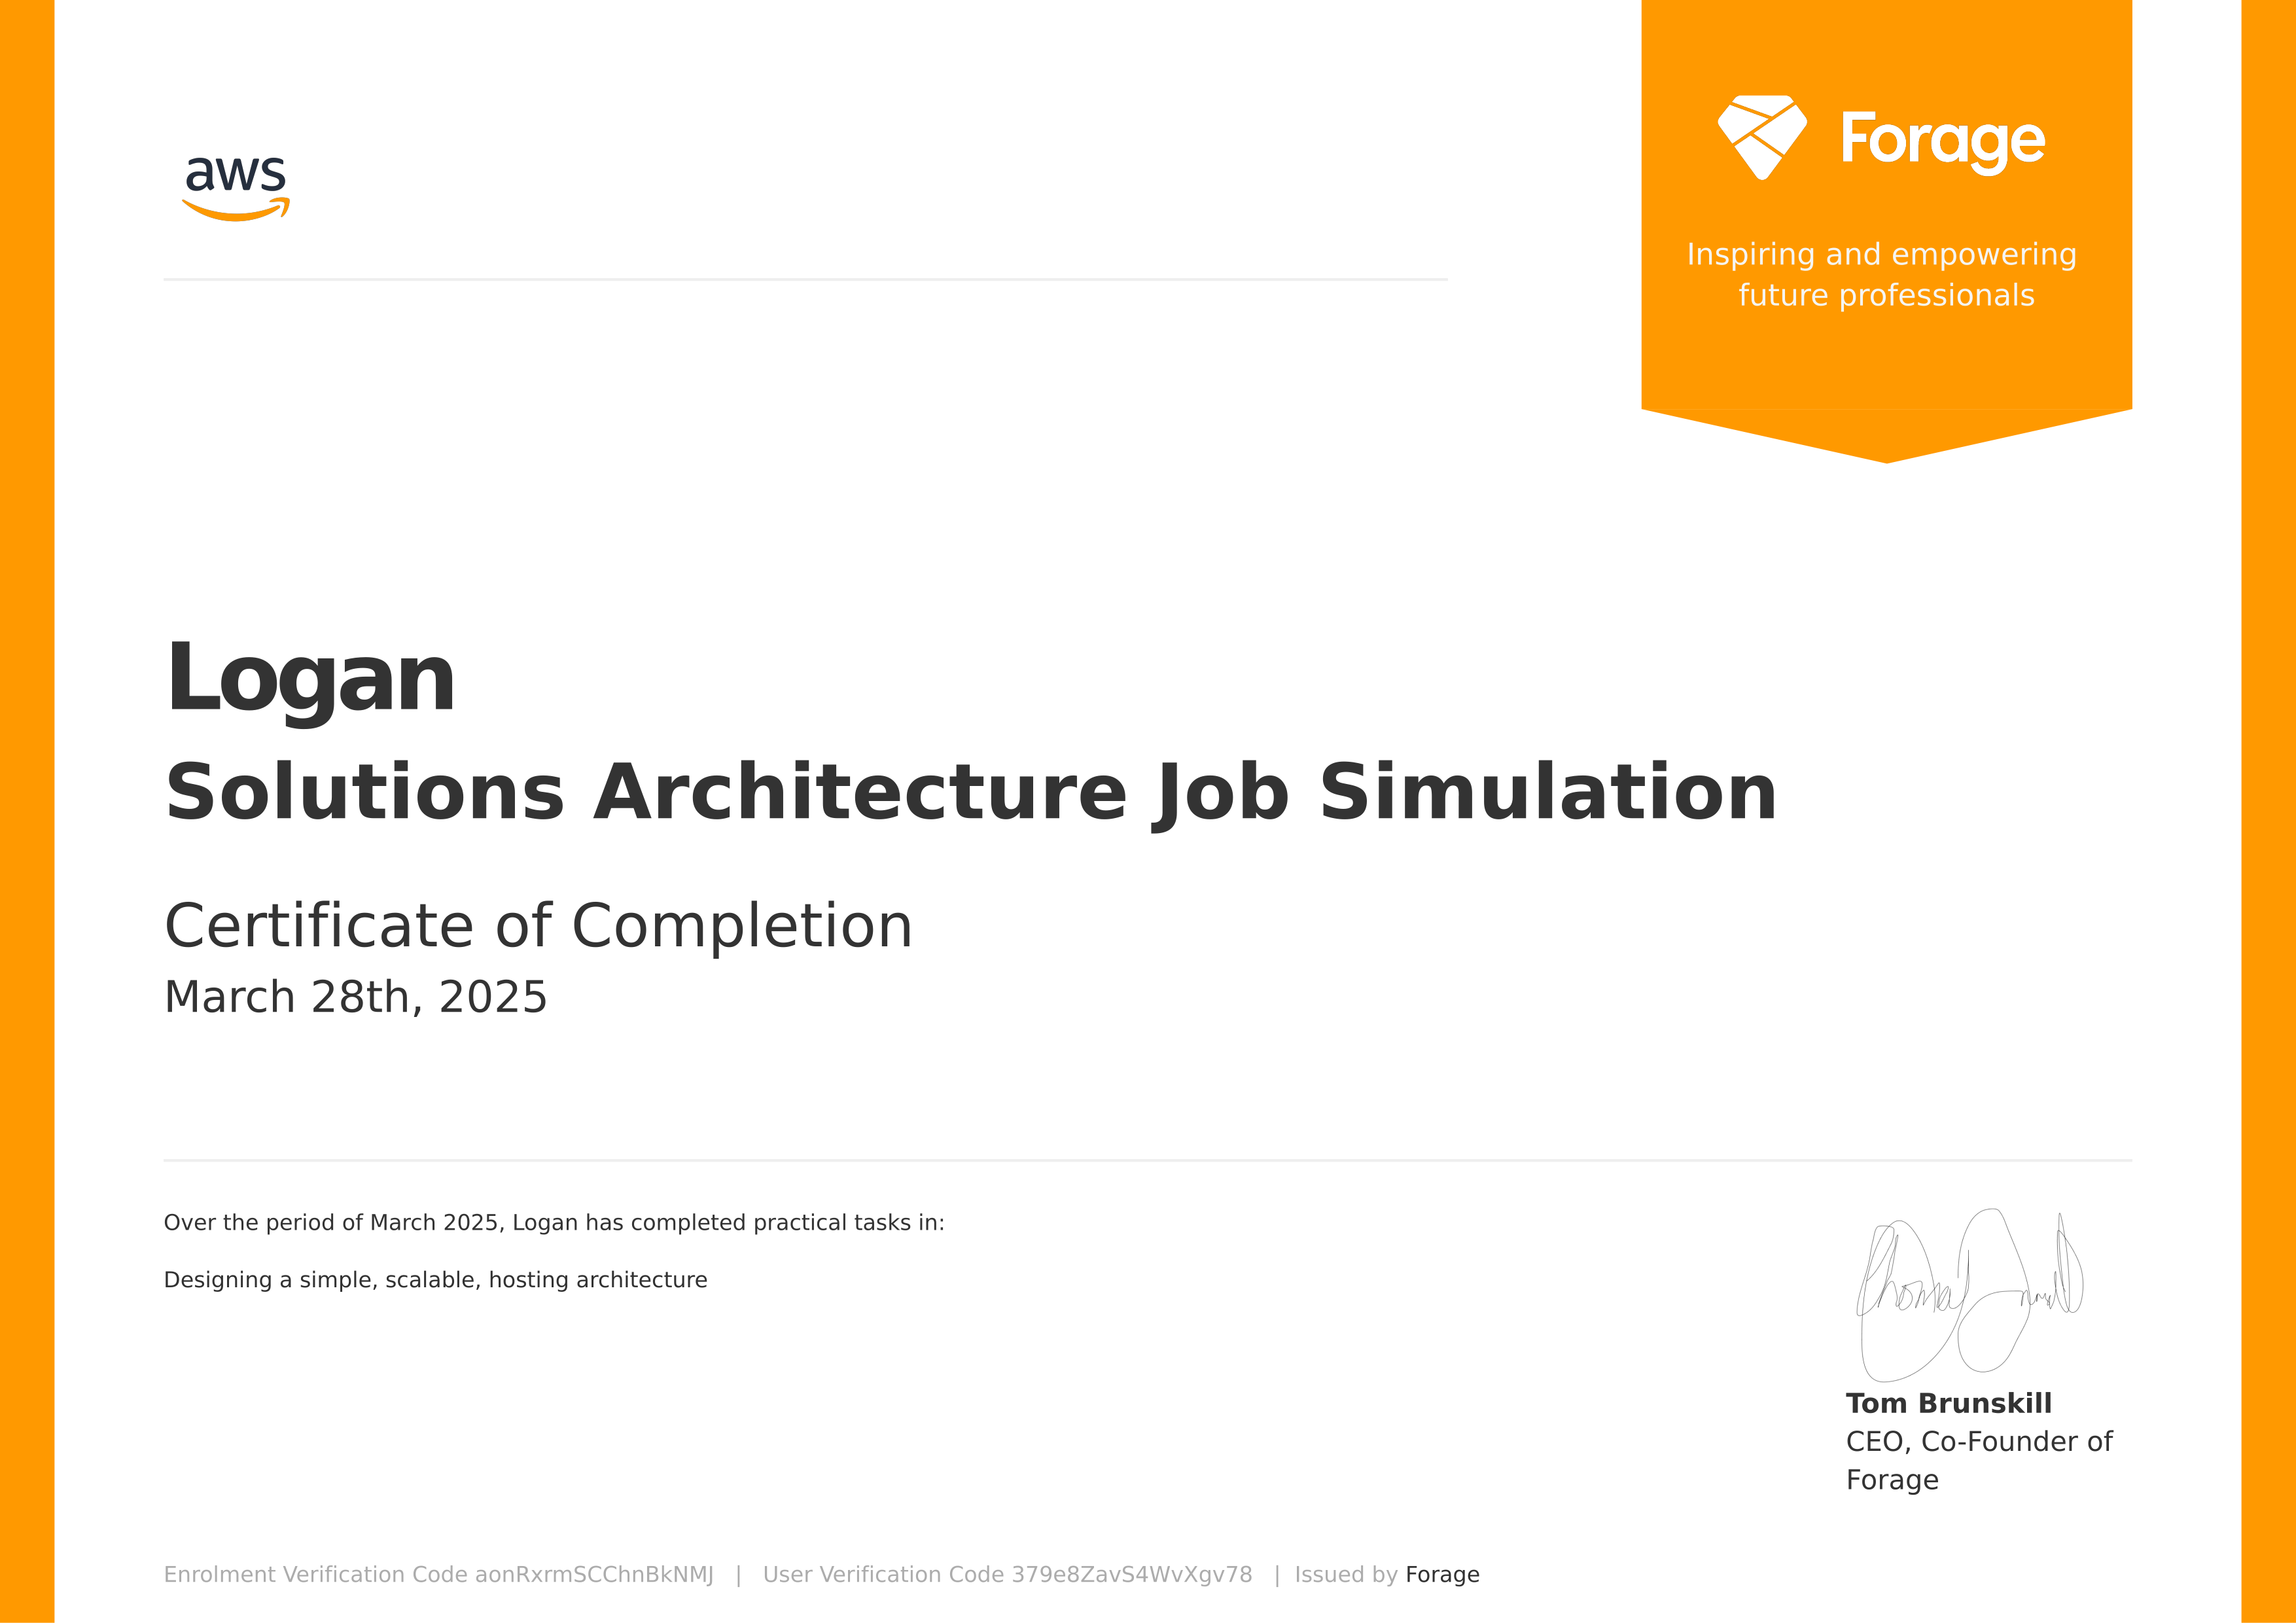 aws
Forage
Inspiring and empowering
future professionals
Logan
Solutions Architecture Job Simulation
Certificate of Completion
March 28th, 2025
Over the period of March 2025, Logan has completed practical tasks in:
Designing a simple, scalable, hosting architecture
Tom Brunskill
CEO, Co-Founder of
Forage
Enrolment Verification Code aonRxrmSCChnBkNMJ | User Verification Code 379e8ZavS4WvXgv78 | Issued by Forage